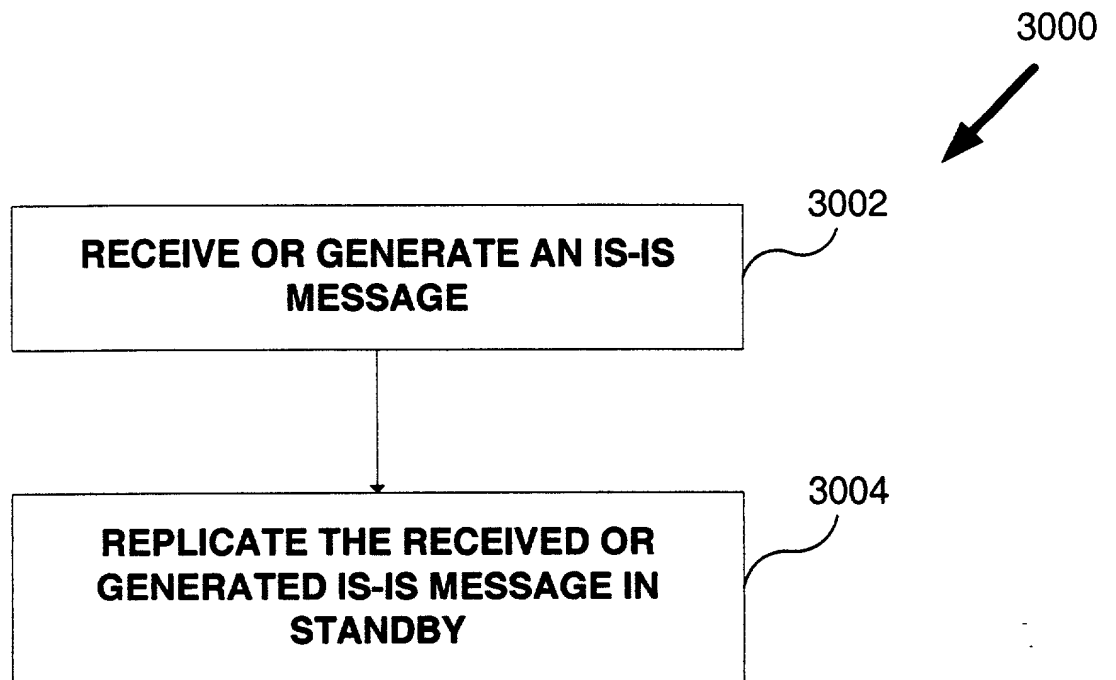 3000
3002
RECEIVE OR GENERATE AN IS-IS
MESSAGE
3004
REPLICATE THE RECEIVED OR
GENERATED IS-IS MESSAGE IN
STANDBY